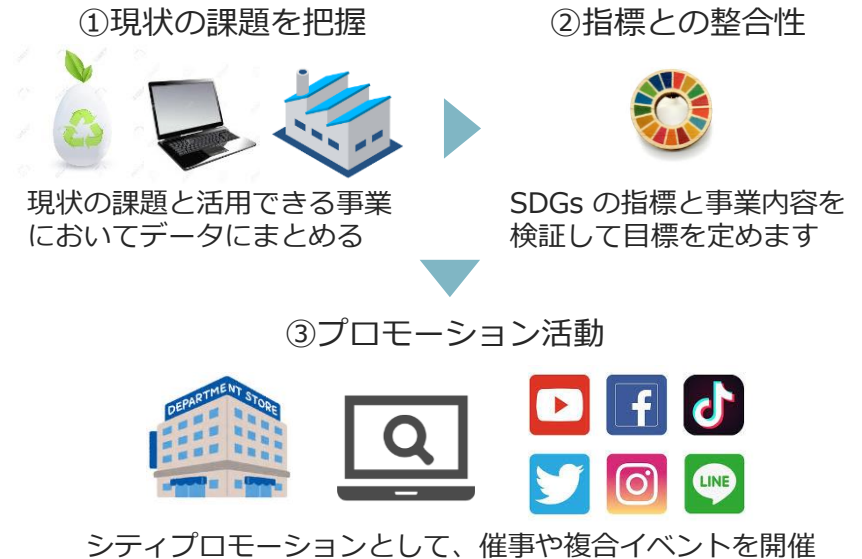 ①現状の課題を把握
②指標との整合性
現状の課題と活用できる事業
においてデータにまとめる
SDGs の指標と事業内容を
検証して目標を定めます
③プロモーション活動
DEPARTMENT STORE
LINE
シティプロモーションとして、催事や複合イベントを開催